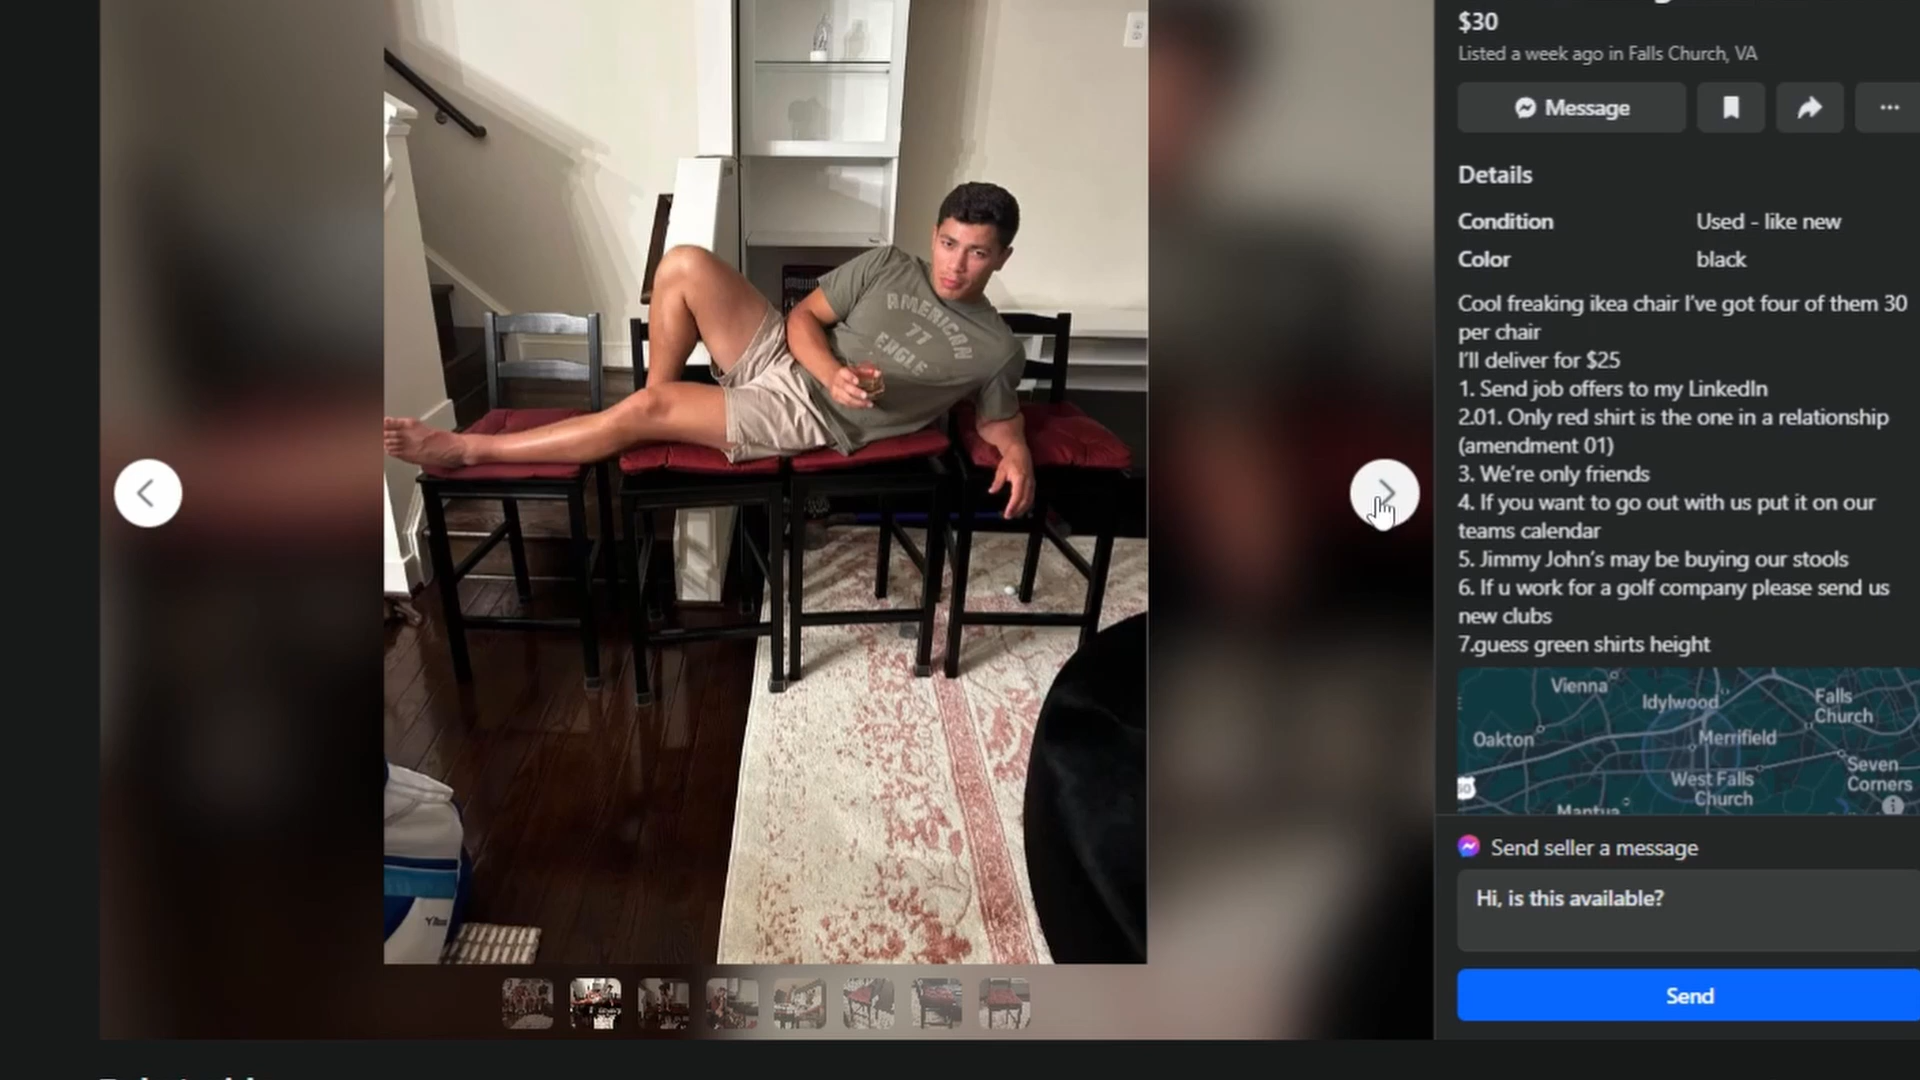 $30
Listed a week ago in Falls Church, VA
Message
Details
Condition Used - like new
Color black
Cool freaking ikea chair I've got four of them 30
per chair
I'll deliver for $25
1. Send job offers to my LinkedIn
2.01. Only red shirt is the one in a relationship
(amendment 01)
3. We're only friends
4. If you want to go out with us put it on our
teams calendar
5. Jimmy John's may be buying our stools
6. If u work for a golf company please send us
new clubs
7.guess green shirts height
AMERICAN
77
EAGLE
Vienna
Idylwood
Falls
Church
Oakton
Merrifield
West Falls
Church
Seven
Corners
Mantua
Send seller a message
Hi, is this available?
Send